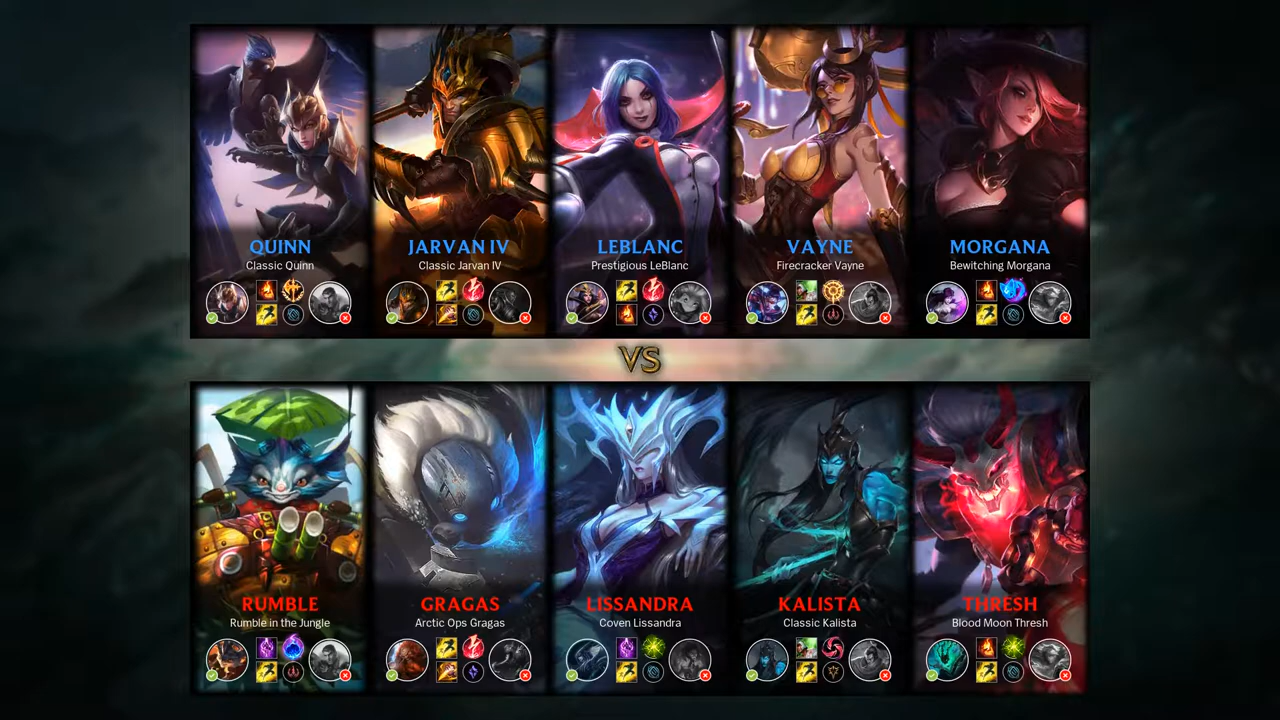 QUINN
Classic Quinn
JARVAN IV
Classic Jarvan IV
LEBLANC
Prestigious LeBlanc
VAYNE
Firecracker Vayne
MORGANA
Bewitching Morgana
VS
RUMBLE
Rumble in the Jungle
GRAGAS
Arctic Ops Gragas
LISSANDRA
Coven Lissandra
KALISTA
Classic Kalista
THRESH
Blood Moon Thresh